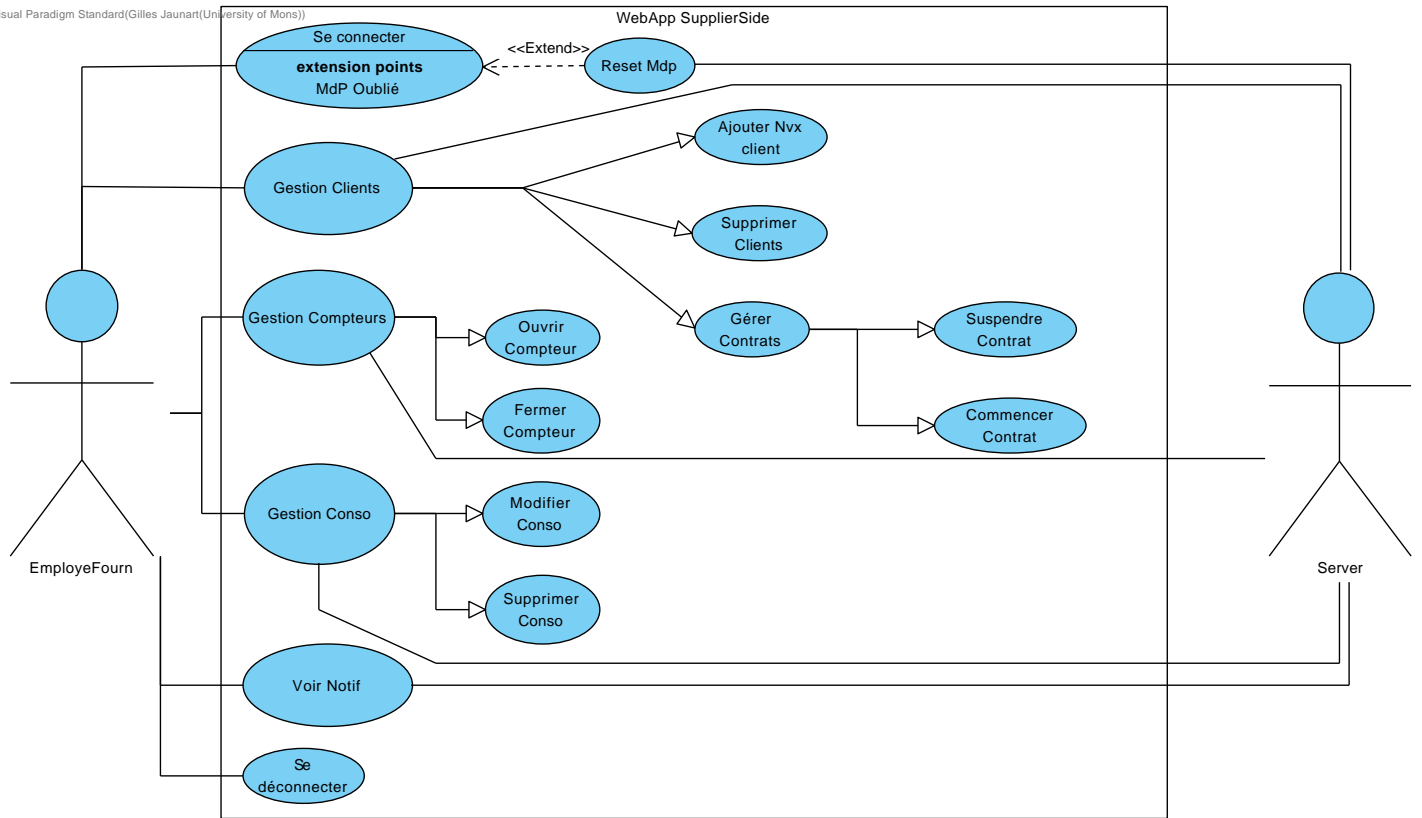 isual Paradigm Standard(Gilles Jaunart(University of Mons))
WebApp SupplierSide
Se connecter
extension points
MdP Oublié
<<Extend>>
Reset Mdp
Ajouter Nvx
client
Gestion Clients
Supprimer
Clients
Gestion Compteurs
Ouvrir
Compteur
Gérer
Contrats
Suspendre
Contrat
Fermer
Compteur
Commencer
Contrat
Gestion Conso
Modifier
Conso
EmployeFourn
Server
Supprimer
Conso
Voir Notif
Se
déconnecter